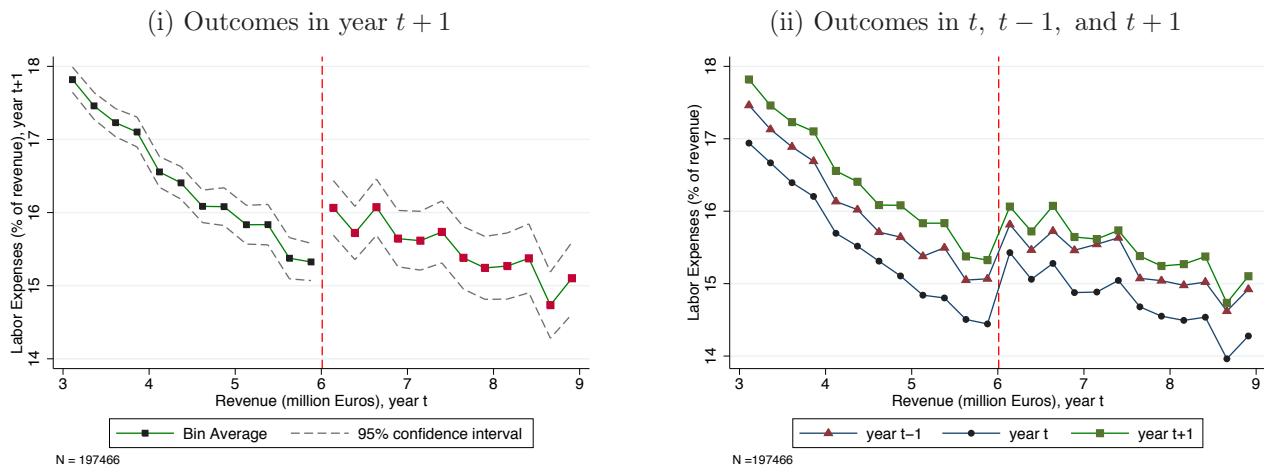 (i) Outcomes in year t + 1
Labor Expenses (% of revenue), year t+1
18
17
16
15
14
3 4 5 6 7 8 9
Revenue (million Euros), year t
Bin Average 95% confidence interval
N = 197466
(ii) Outcomes in t, t − 1, and t + 1
Labor Expenses (% of revenue)
18
17
16
15
14
3 4 5 6 7 8 9
Revenue (million Euros), year t
year t−1 year t year t+1
N =197466